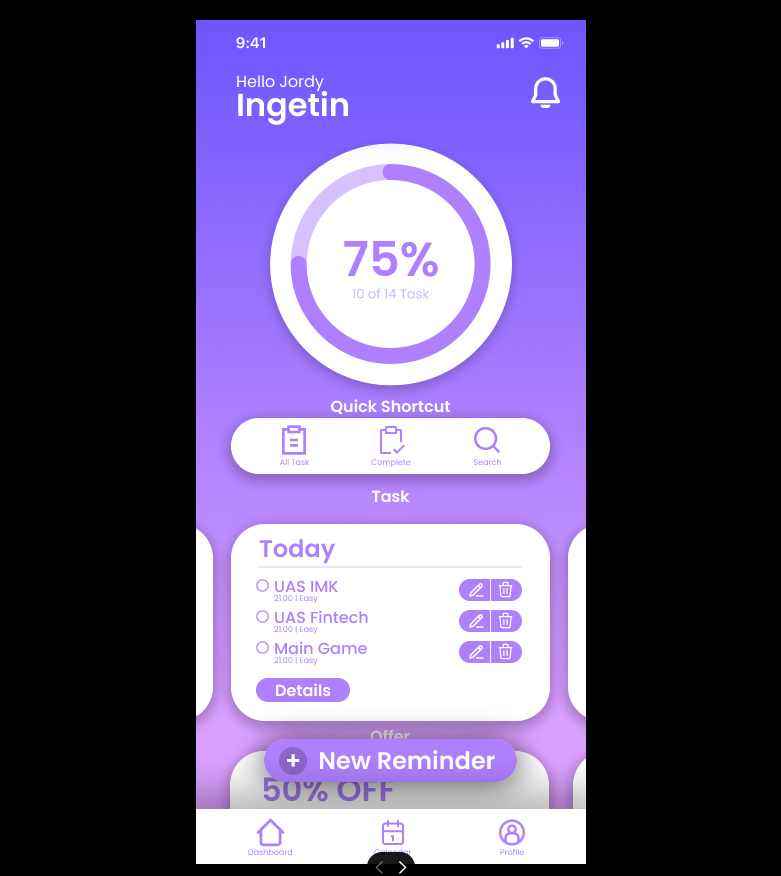 9:41
Hello Jordy
Ingetin
75%
10 of 14 Task
Quick Shortcut
All Task
Complete
Search
Task
Today
UAS IMK
21.00 | Easy
UAS Fintech
21.00 | Easy
Main Game
21.00 | Easy
Details
Offer
+ New Reminder
50% OFF
Dashboard
Calendar
Profile